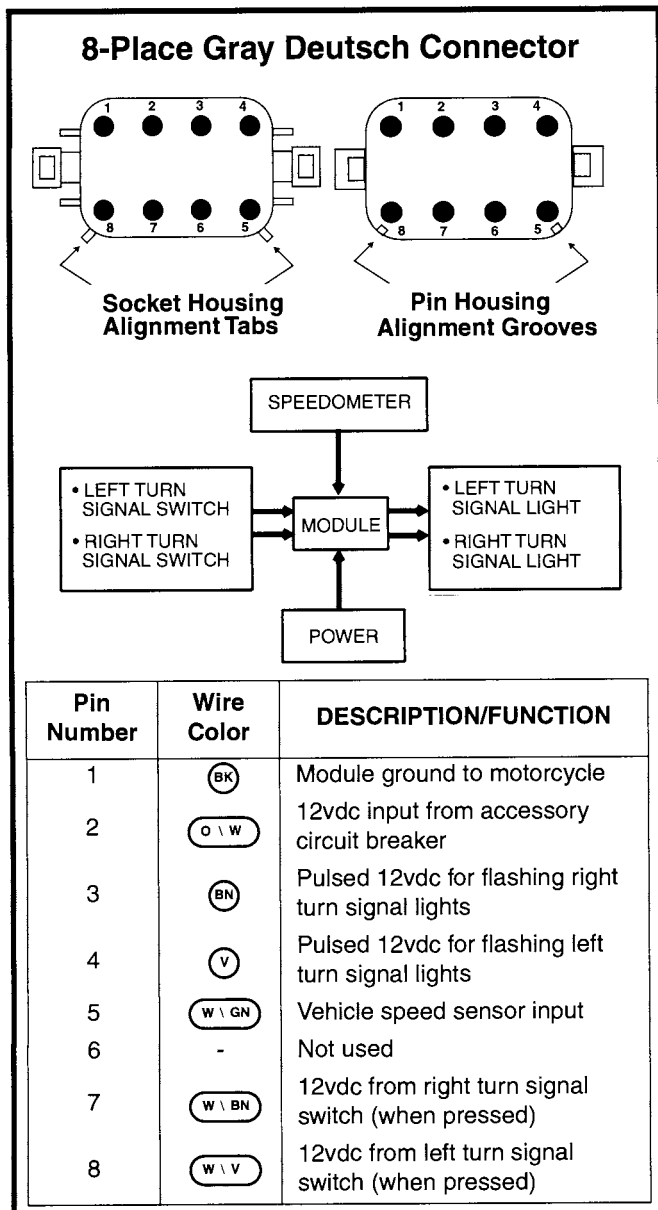 8-Place Gray Deutsch Connector
1 2 3 4
8 7 6 5
1 2 3 4
8 7 6 5
Socket Housing
Alignment Tabs
Pin Housing
Alignment Grooves
SPEEDOMETER
• LEFT TURN
SIGNAL SWITCH
• RIGHT TURN
SIGNAL SWITCH
MODULE
• LEFT TURN
SIGNAL LIGHT
• RIGHT TURN
SIGNAL LIGHT
POWER
Pin Number Wire Color DESCRIPTION/FUNCTION
1 BK Module ground to motorcycle
2 O \ W 12vdc input from accessory
circuit breaker
3 BN Pulsed 12vdc for flashing right
turn signal lights
4 V Pulsed 12vdc for flashing left
turn signal lights
5 W \ GN Vehicle speed sensor input
6 - Not used
7 W \ BN 12vdc from right turn signal
switch (when pressed)
8 W \ V 12vdc from left turn signal
switch (when pressed)